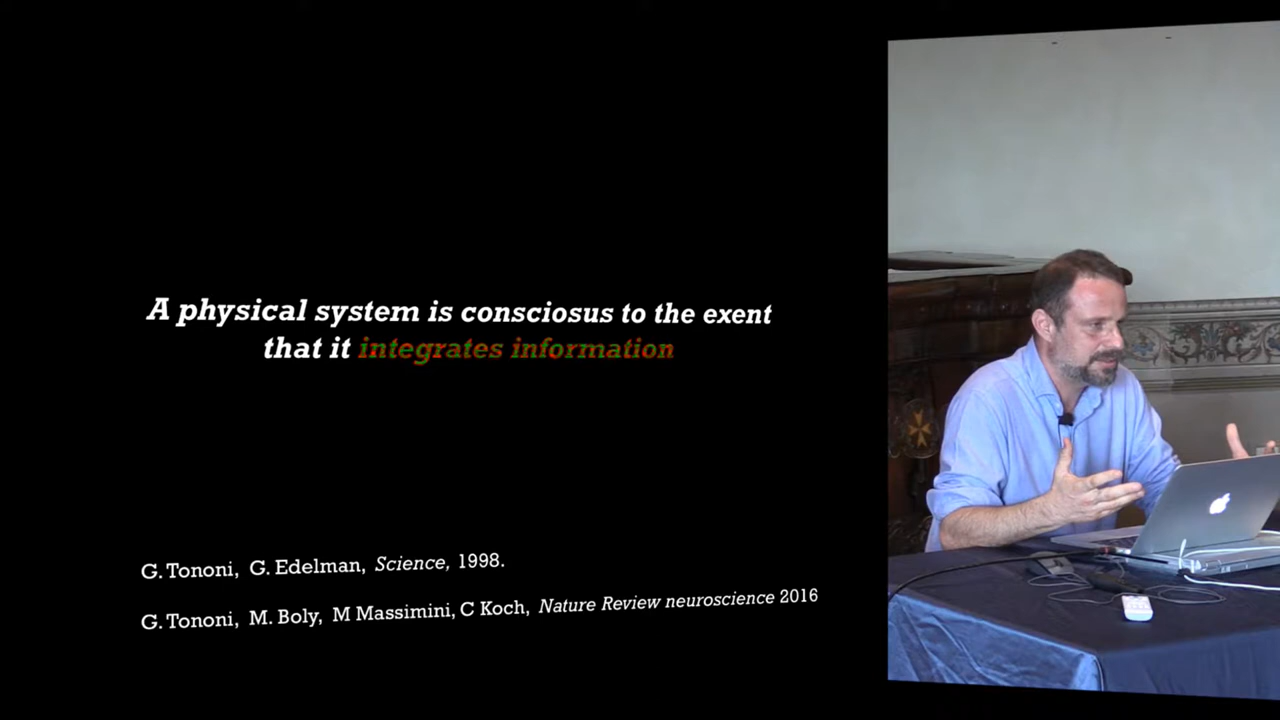 A physical system is consciosus to the exent
that it integrates information
G. Tononi, G. Edelman, Science, 1998.
G. Tononi, M. Boly, M Massimini, C Koch, Nature Review neuroscience 2016